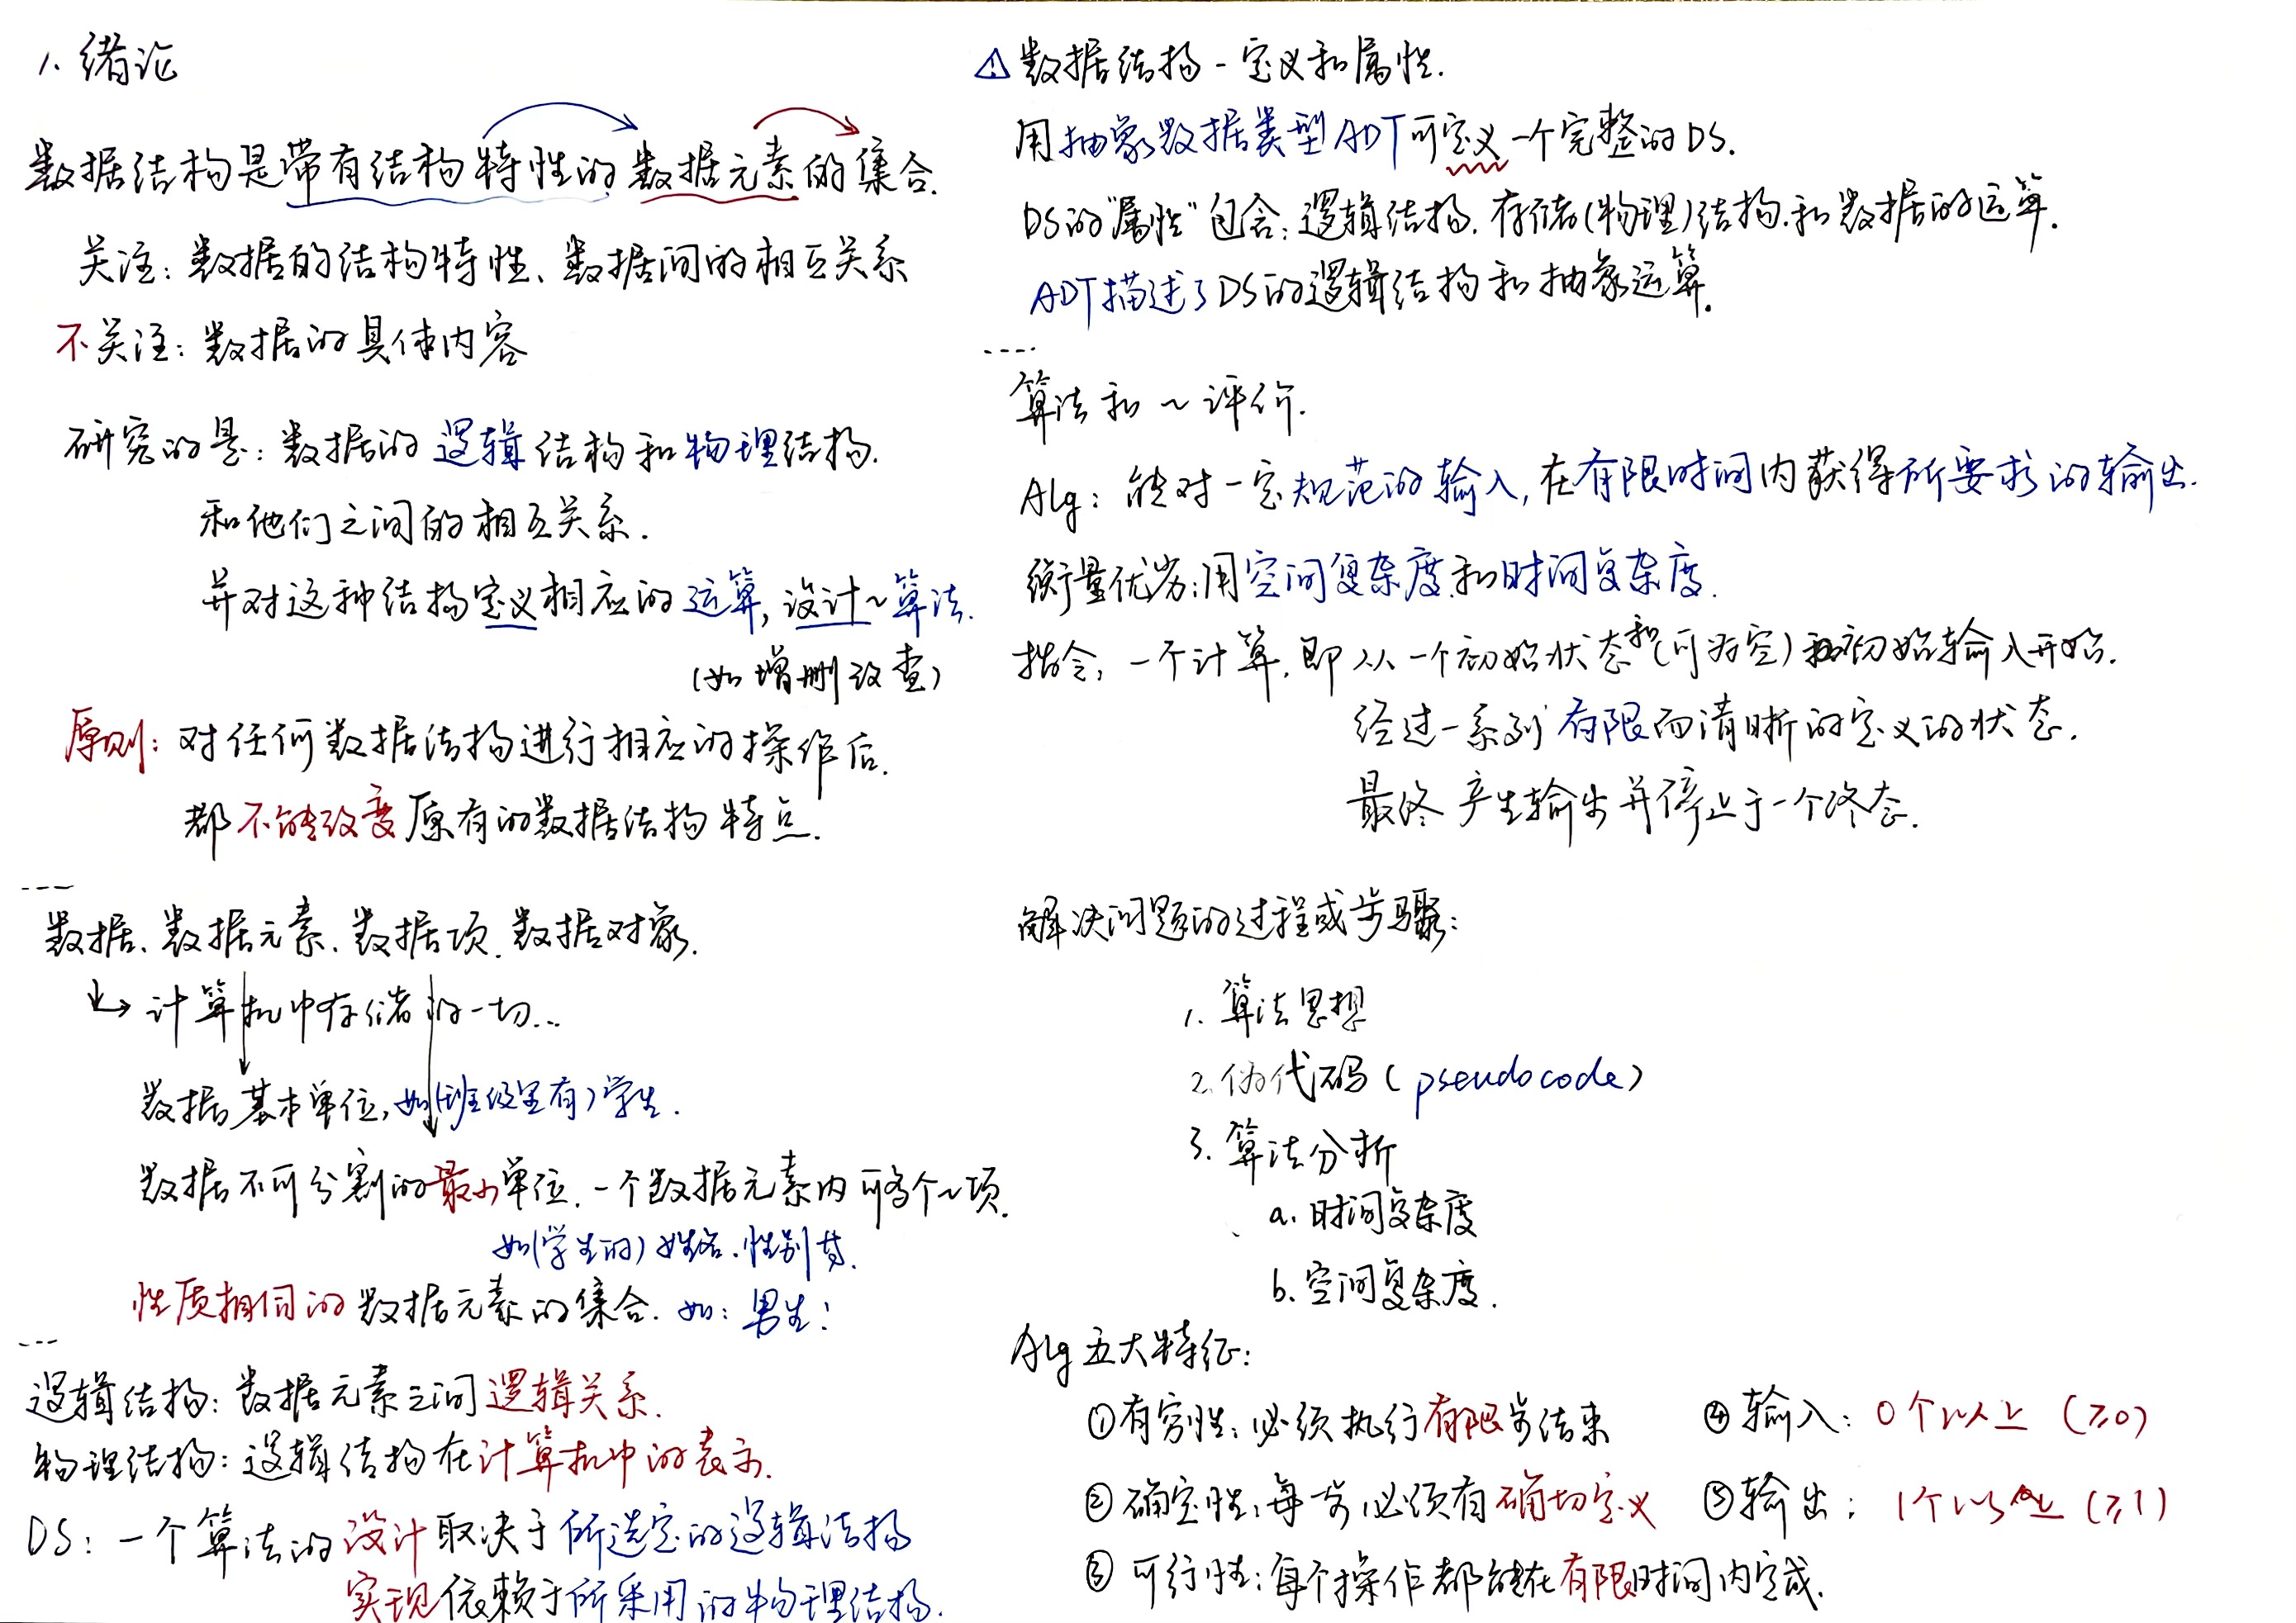 1. 绪论
数据结构是带有结构特性的数据元素的集合.
关注: 数据的结构特性、数据间的相互关系
不关注: 数据的具体内容
研究的是: 数据的逻辑结构和物理结构.
和他们之间的相互关系.
并对这种结构定义相应的运算, 设计~算法.
(如增删改查)
原则: 对任何数据结构进行相应的操作后.
都不能改变原有的数据结构特点.
数据、数据元素、数据项、数据对象.
计算机中存储的一切...
数据基本单位, 如(班级里有)学生.
数据不可分割的最小单位. 一个数据元素内可多个~项.
如(学生的)姓名、性别等.
性质相同的数据元素的集合. 如: 男生!
逻辑结构: 数据元素之间逻辑关系.
物理结构: 逻辑结构在计算机中的表示.
DS: 一个算法的设计取决于所选定的逻辑结构
实现依赖于所采用的物理结构.
⚠ 数据结构-定义和属性.
用抽象数据类型ADT可定义一个完整的DS.
DS的"属性"包含: 逻辑结构. 存储(物理)结构.和数据的运算.
ADT描述了DS的逻辑结构和抽象运算.
算法和~评价.
Alg: 能对一定规范的输入, 在有限时间内获得所要求的输出.
衡量优劣: 用空间复杂度和时间复杂度.
指令, 一个计算. 即从一个初始状态和(可为空)初始输入开始.
经过一系列有限而清晰的定义的状态.
最终产生输出并停止于一个终态.
解决问题的过程或步骤:
1. 算法思想
2. 伪代码 (pseudocode)
3. 算法分析
a. 时间复杂度
b. 空间复杂度.
Alg五大特征:
①有穷性: 必须执行有限步结束
②确定性: 每步必须有确切定义
③可行性: 每个操作都能在有限时间内完成.
④输入: 0个以上 (≥0)
⑤输出: 1个以上 (≥1)